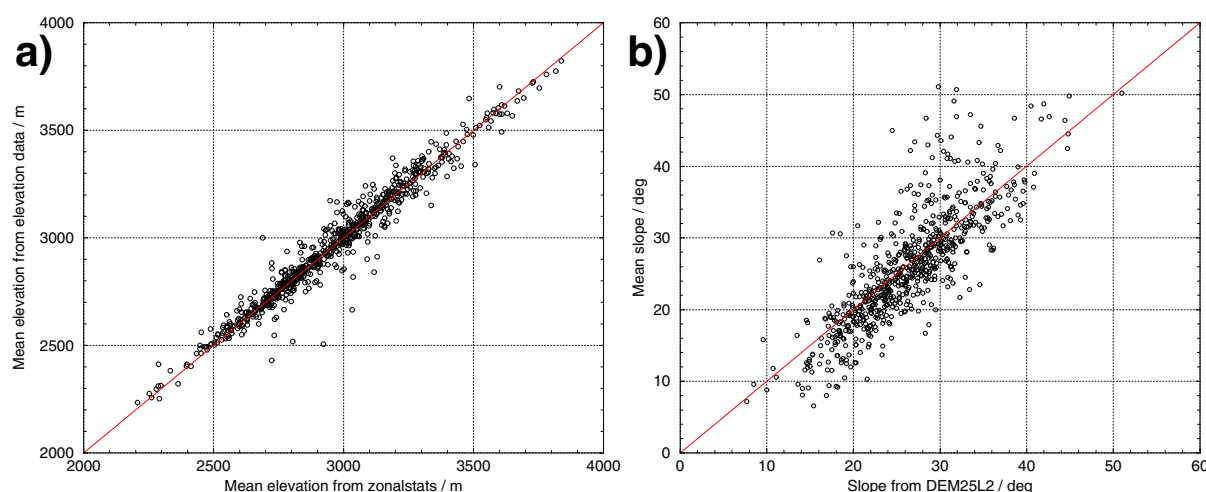 a)
4000
3500
3000
2500
2000
Mean elevation from elevation data / m
2000 2500 3000 3500 4000
Mean elevation from zonalstats / m
b)
60
50
40
30
20
10
0
Mean slope / deg
0 10 20 30 40 50 60
Slope from DEM25L2 / deg